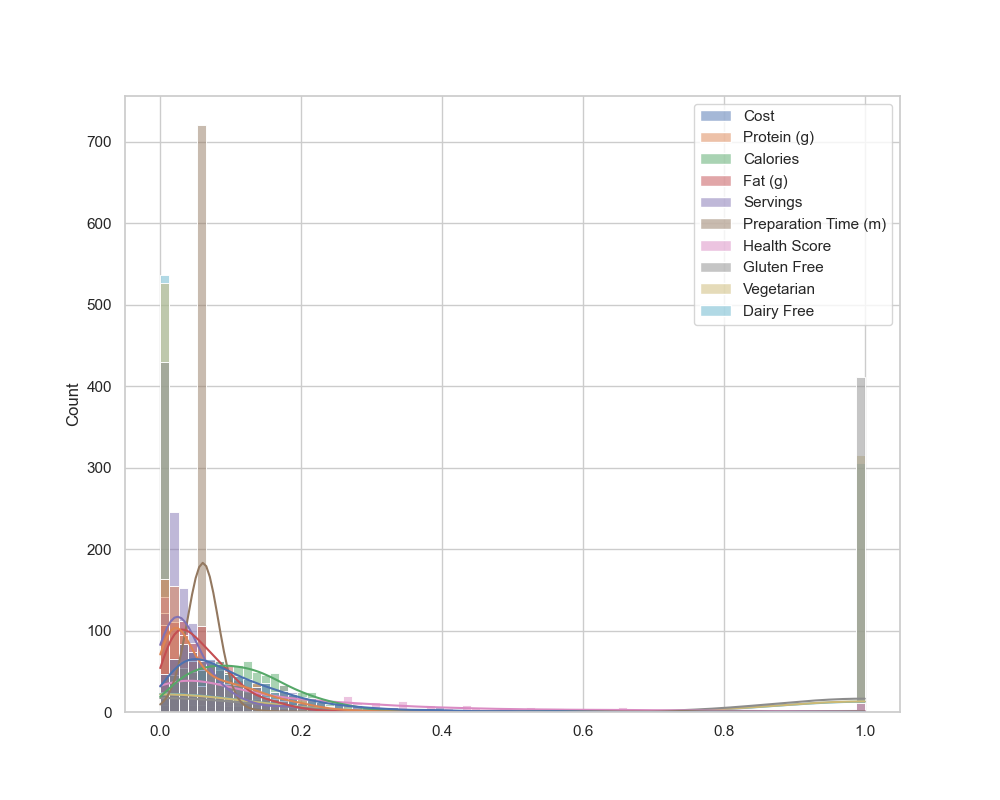 Cost
Protein (g)
Calories
Fat (g)
Servings
Preparation Time (m)
Health Score
Gluten Free
Vegetarian
Dairy Free
700
600
500
400
300
200
100
0
Count
0.0 0.2 0.4 0.6 0.8 1.0